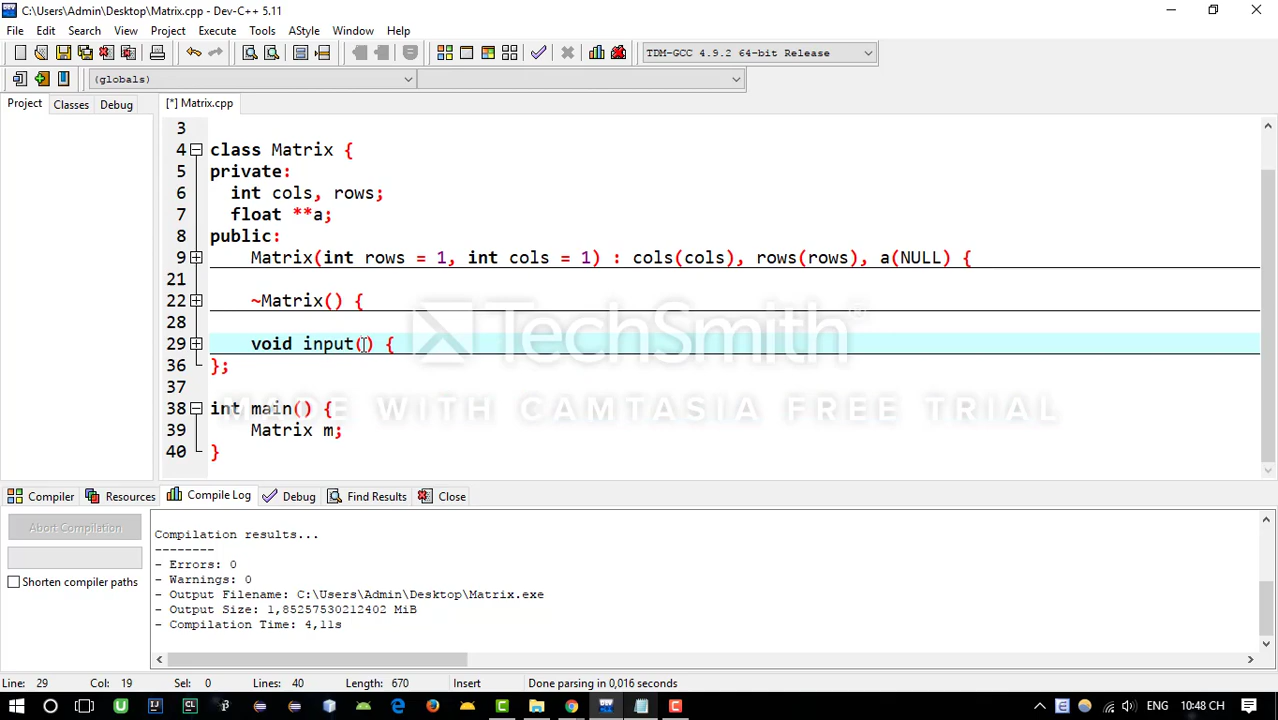 C:\Users\Admin\Desktop\Matrix.cpp - Dev-C++ 5.11
File Edit Search View Project Execute Tools AStyle Window Help
TDM-GCC 4.9.2 64-bit Release
(globals)
Project Classes Debug [*] Matrix.cpp
3
4 class Matrix {
5 private:
6 int cols, rows;
7 float **a;
8 public:
9 Matrix(int rows = 1, int cols = 1) : cols(cols), rows(rows), a(NULL) {
21
22 ~Matrix() {
28
29 void input() {
36 };
37
38 int main() {
39 Matrix m;
40 }
TechSmith
MADE WITH CAMTASIA FREE TRIAL
Compiler Resources Compile Log Debug Find Results Close
Abort Compilation
Shorten compiler paths
Compilation results...
--------
- Errors: 0
- Warnings: 0
- Output Filename: C:\Users\Admin\Desktop\Matrix.exe
- Output Size: 1,85257530212402 MiB
- Compilation Time: 4,11s
Line: 29 Col: 19 Sel: 0 Lines: 40 Length: 670 Insert Done parsing in 0,016 seconds
ENG 10:48 CH